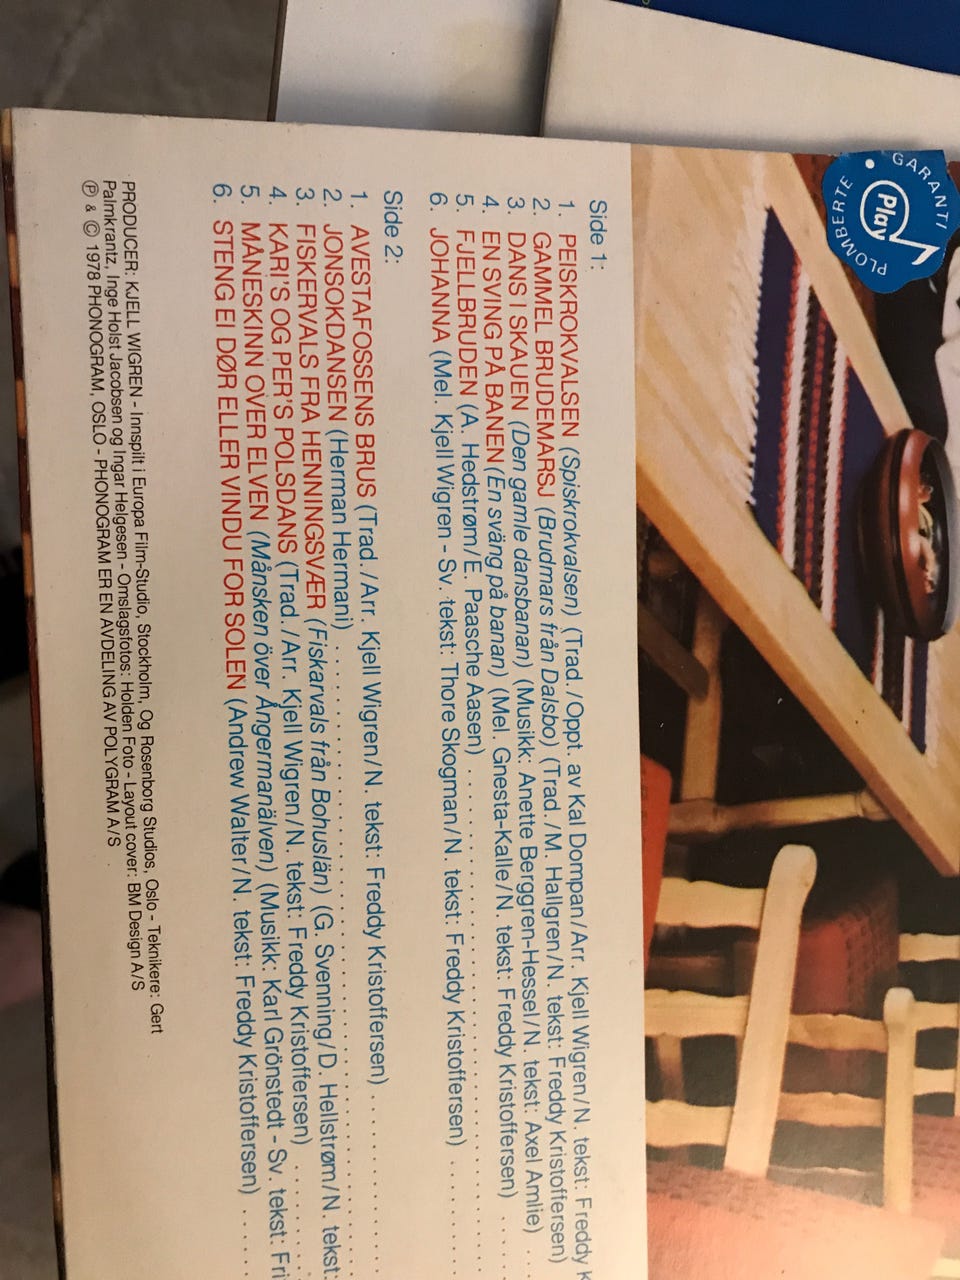 GARANTI
Play
PLOMBERTE
Side 1:
1. PEISKROKVALSEN (Spiskrokvalsen) (Trad./Oppt. av Kal Dompan/Arr. Kjell Wigren/N. tekst: Freddy K
2. GAMMEL BRUDEMARSJ (Brudmars från Dalsbo) (Trad./M. Hallgren/N. tekst: Freddy Kristoffersen)
3. DANS I SKAUEN (Den gamle dansbanan) (Musikk: Anette Berggren-Hessel/N. tekst: Axel Amlie) . .
4. EN SVING PÅ BANEN (En sväng på banan) (Mel. Gnesta-Kalle/N. tekst: Freddy Kristoffersen) . . . . .
5. FJELLBRUDEN (A. Hedstrøm/E. Paasche Aasen) . . . . . . . . . . . . . . . . . . . . . . . . . . . . . . . . . . . . .
6. JOHANNA (Mel. Kjell Wigren - Sv. tekst: Thore Skogman/N. tekst: Freddy Kristoffersen) . . . . . . . .
Side 2:
1. AVESTAFOSSENS BRUS (Trad./Arr. Kjell Wigren/N. tekst: Freddy Kristoffersen) . . . . . . . . . . . .
2. JONSOKDANSEN (Herman Hermani) . . . . . . . . . . . . . . . . . . . . . . . . . . . . . . . . . . . . . . . . . .
3. FISKERVALS FRA HENNINGSVÆR (Fiskarvals från Bohuslän) (G. Svenning/D. Hellstrøm/N. tekst:
4. KARI'S OG PER'S POLSDANS (Trad./Arr. Kjell Wigren/N. tekst: Freddy Kristoffersen) . . . . . . . .
5. MÅNESKINN OVER ELVEN (Månsken över Ångermanälven) (Musikk: Karl Grönstedt - Sv. tekst: Fri
6. STENG EI DØR ELLER VINDU FOR SOLEN (Andrew Walter/N. tekst: Freddy Kristoffersen) . . . . .
PRODUCER: KJELL WIGREN - Innspilt i Europa Film-Studio, Stockholm, Og Rosenborg Studios, Oslo - Teknikere: Gert
Palmkrantz, Inge Holst Jacobsen og Ingar Helgesen - Omslagsfotos: Holden Foto - Layout cover: BM Design A/S
Ⓟ & © 1978 PHONOGRAM, OSLO - PHONOGRAM ER EN AVDELING AV POLYGRAM A/S